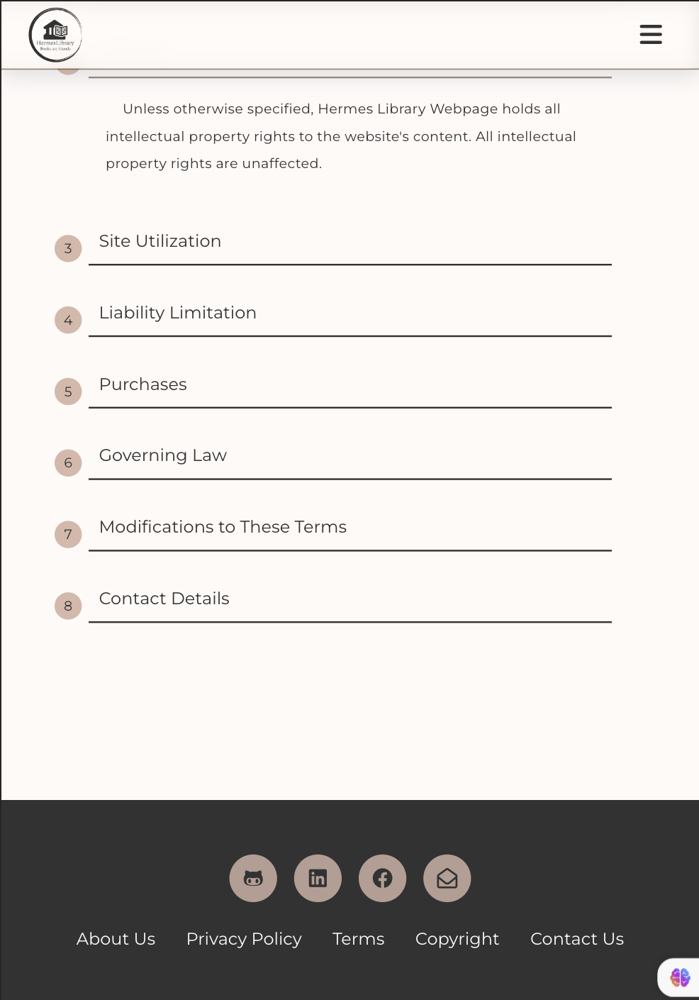 HermesLibrary
Books are friends
Unless otherwise specified, Hermes Library Webpage holds all
intellectual property rights to the website's content. All intellectual
property rights are unaffected.
3 Site Utilization
4 Liability Limitation
5 Purchases
6 Governing Law
7 Modifications to These Terms
8 Contact Details
in
About Us Privacy Policy Terms Copyright Contact Us